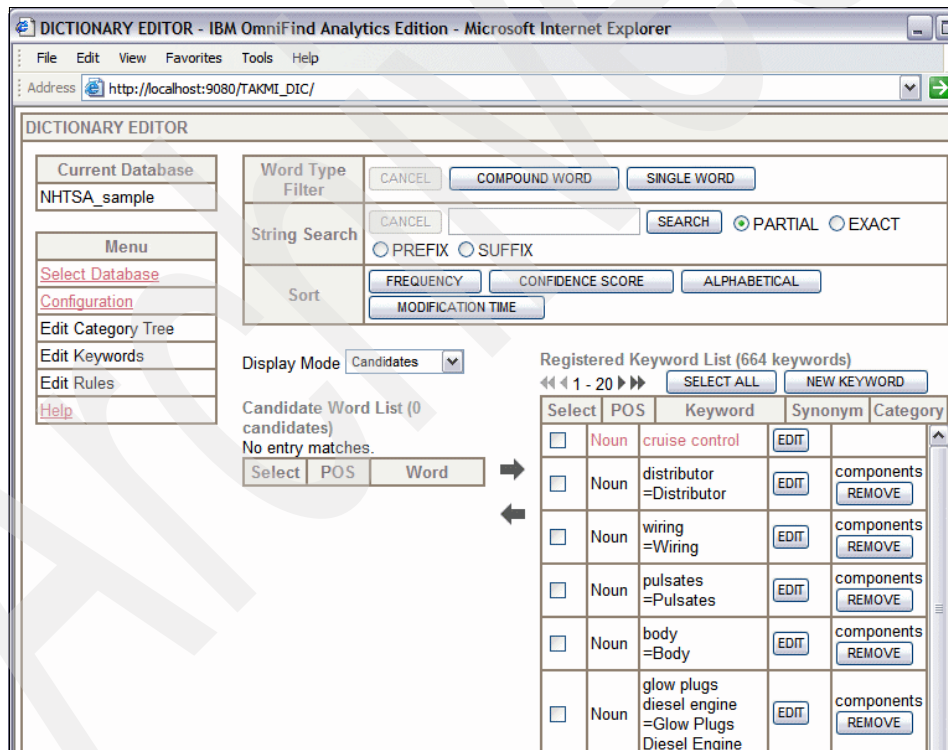 DICTIONARY EDITOR - IBM OmniFind Analytics Edition - Microsoft Internet Explorer
File Edit View Favorites Tools Help
Address http://localhost:9080/TAKMI_DIC/
DICTIONARY EDITOR
Current Database
NHTSA_sample
Menu
Select Database
Configuration
Edit Category Tree
Edit Keywords
Edit Rules
Help
Word Type
Filter
CANCEL COMPOUND WORD SINGLE WORD
String Search
CANCEL SEARCH PARTIAL EXACT
PREFIX SUFFIX
Sort
FREQUENCY CONFIDENCE SCORE ALPHABETICAL
MODIFICATION TIME
Display Mode Candidates
Candidate Word List (0
candidates)
No entry matches.
Select POS Word
Registered Keyword List (664 keywords)
1 - 20 SELECT ALL NEW KEYWORD
Select POS Keyword Synonym Category
Noun cruise control EDIT
Noun distributor
=Distributor EDIT components
REMOVE
Noun wiring
=Wiring EDIT components
REMOVE
Noun pulsates
=Pulsates EDIT components
REMOVE
Noun body
=Body EDIT components
REMOVE
Noun glow plugs
diesel engine
=Glow Plugs
Diesel Engine EDIT components
REMOVE